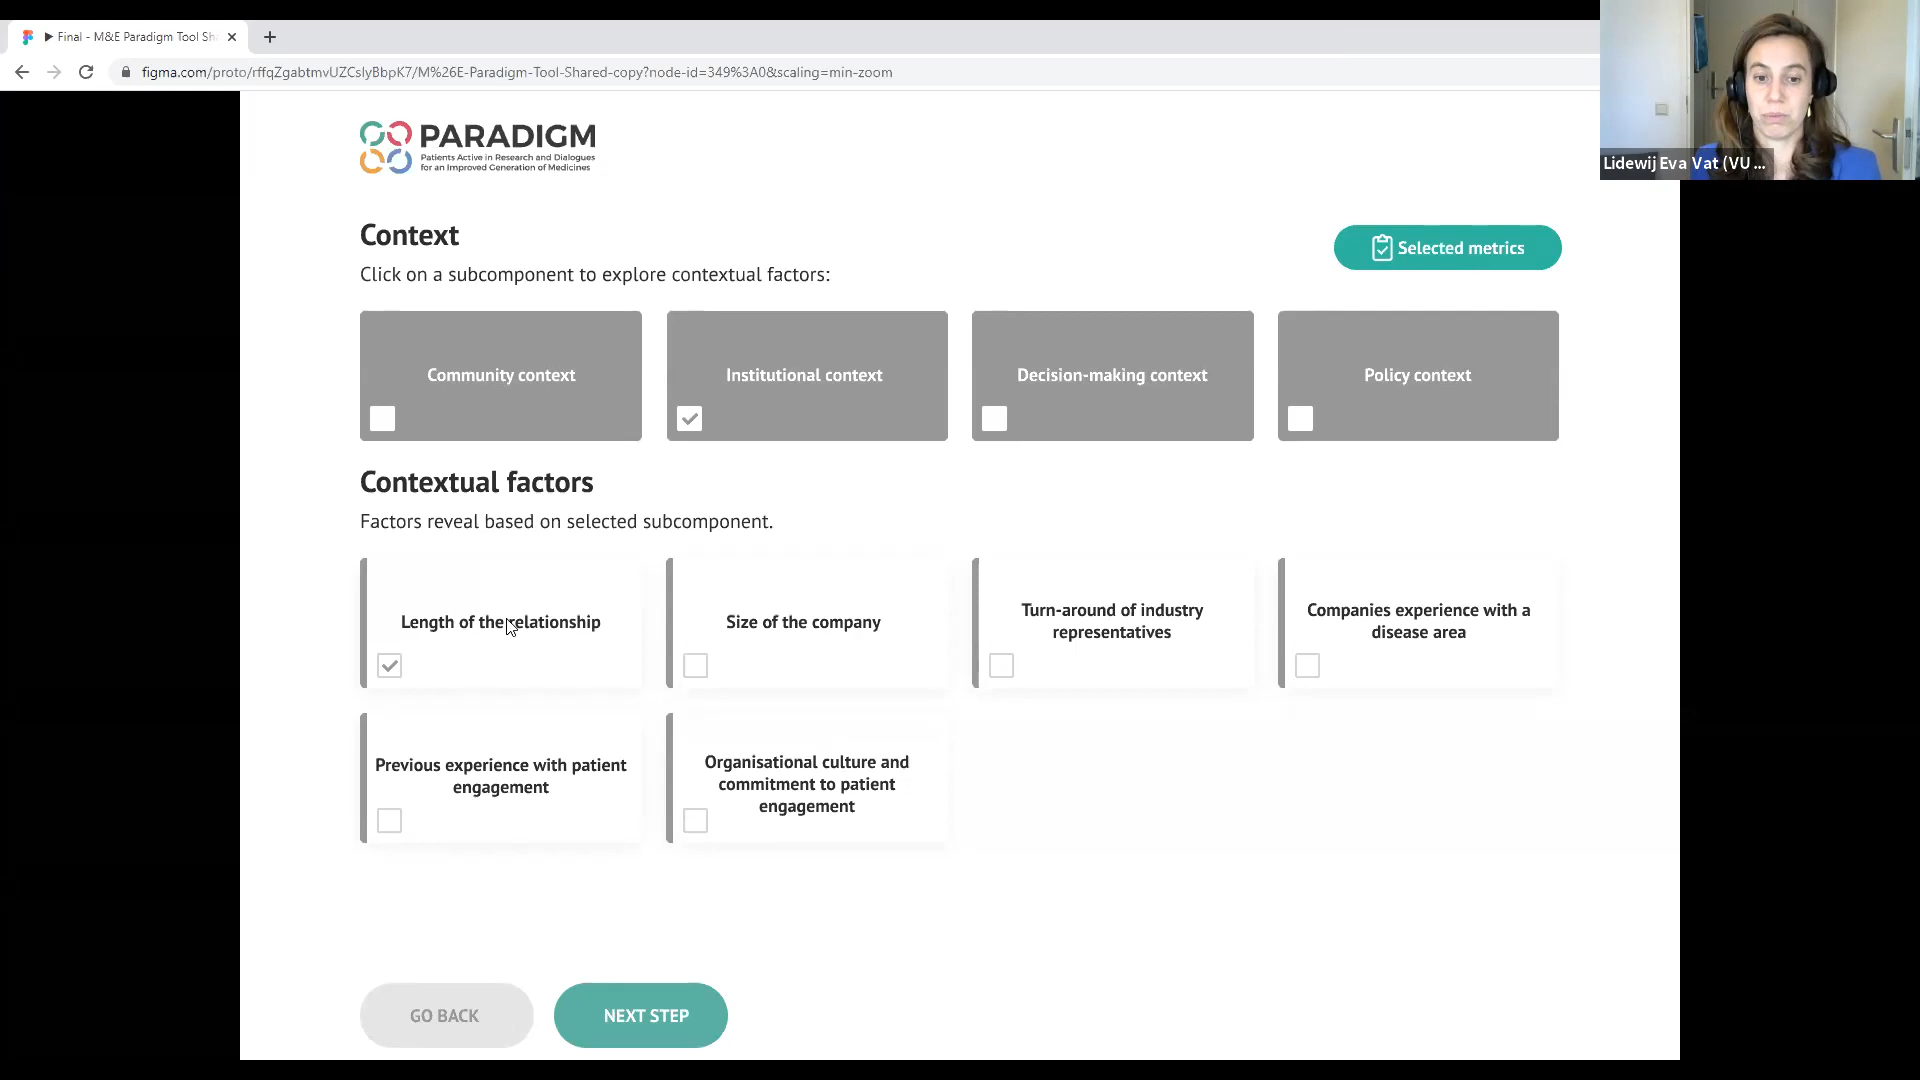 Final - M&E Paradigm Tool Sh
figma.com/proto/rffqZgabtmvUZCslyBbpK7/M%26E-Paradigm-Tool-Shared-copy?node-id=349%3A0&scaling=min-zoom
Lidewij Eva Vat (VU ...
PARADIGM
Patients Active in Research and Dialogues
for an Improved Generation of Medicines
Context
Selected metrics
Click on a subcomponent to explore contextual factors:
Community context
Institutional context
Decision-making context
Policy context
Contextual factors
Factors reveal based on selected subcomponent.
Length of the relationship
Size of the company
Turn-around of industry
representatives
Companies experience with a
disease area
Previous experience with patient
engagement
Organisational culture and
commitment to patient
engagement
GO BACK
NEXT STEP